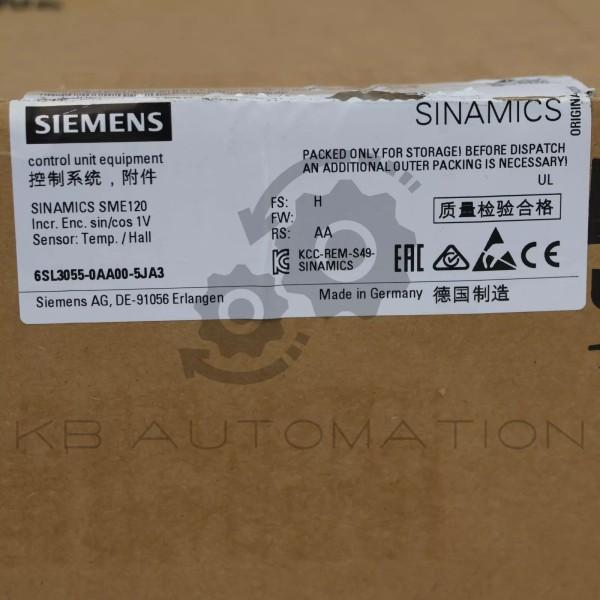 SIEMENS
SINAMICS
control unit equipment
控制系统，附件
PACKED ONLY FOR STORAGE! BEFORE DISPATCH
AN ADDITIONAL OUTER PACKING IS NECESSARY!
UL
SINAMICS SME120
Incr. Enc. sin/cos 1V
Sensor: Temp. / Hall
FS: H
FW:
RS: AA
质量检验合格
KCC-REM-S49-
SINAMICS
EAC
CE
6SL3055-0AA00-5JA3
Siemens AG, DE-91056 Erlangen
Made in Germany 德国制造
KB AUTOMATION